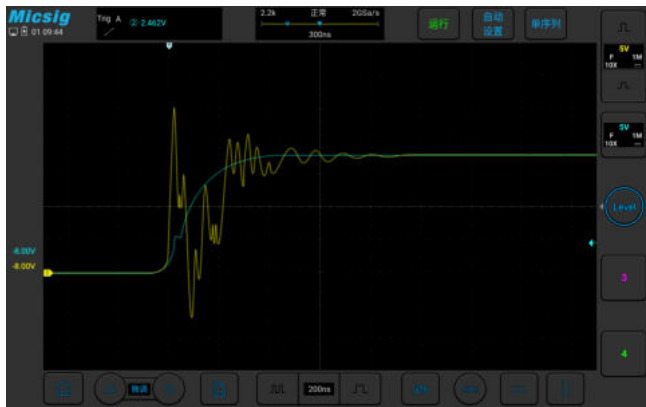 Micsig
01 09:44
Trig A ② 2.462V
2.2k 正常 2GSa/s
300ns
运行
自动
设置
单序列
5V
F 1M
10X
5V
F 1M
10X
Level
-8.00V
-8.00V
3
4
200ns